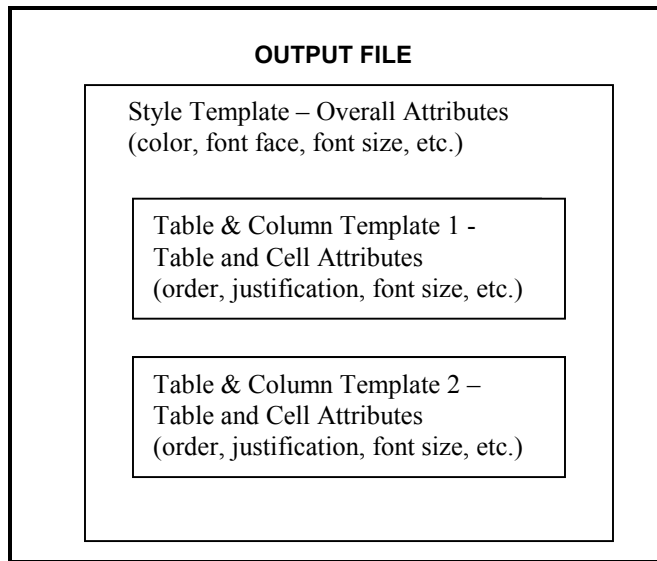 OUTPUT FILE
Style Template – Overall Attributes
(color, font face, font size, etc.)
Table & Column Template 1 -
Table and Cell Attributes
(order, justification, font size, etc.)
Table & Column Template 2 –
Table and Cell Attributes
(order, justification, font size, etc.)